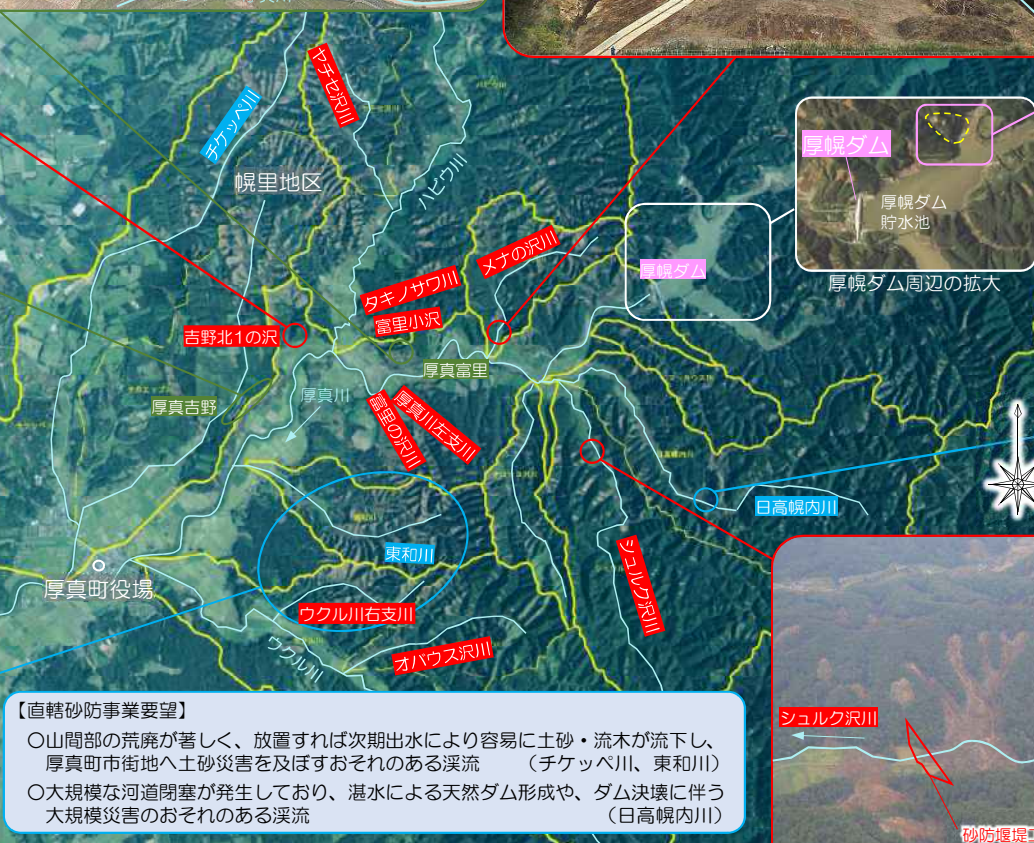 ヤチセ沢川
チケッペ川
ハビウ川
幌里地区
厚幌ダム
厚幌ダム
貯水池
厚幌ダム周辺の拡大
メナの沢川
厚幌ダム
タキノサワ川
富里小沢
吉野北1の沢
厚真富里
厚真川
厚真吉野
厚真川左支川
富里の沢川
日高幌内川
日高幌内川
東和川
シュルク沢川
厚真町役場
ウクル川右支川
ウクル川
オバウス沢川
シュルク沢川
砂防堰堤
【直轄砂防事業要望】
〇山間部の荒廃が著しく、放置すれば次期出水により容易に土砂・流木が流下し、
厚真町市街地へ土砂災害を及ぼすおそれのある渓流 （チケッペ川、東和川）
〇大規模な河道閉塞が発生しており、湛水による天然ダム形成や、ダム決壊に伴う
大規模災害のおそれのある渓流 （日高幌内川）